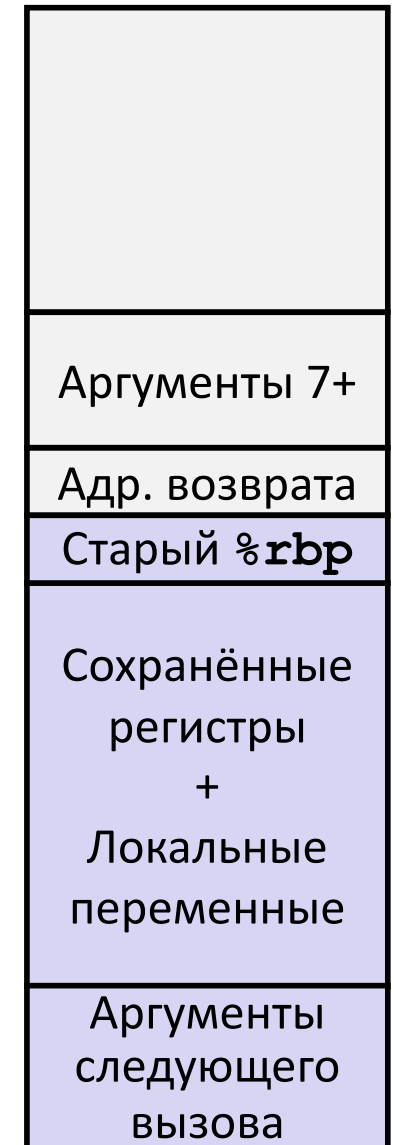 Аргументы 7+
Адр. возврата
Старый %rbp
Сохранённые
регистры
+
Локальные
переменные
Аргументы
следующего
вызова